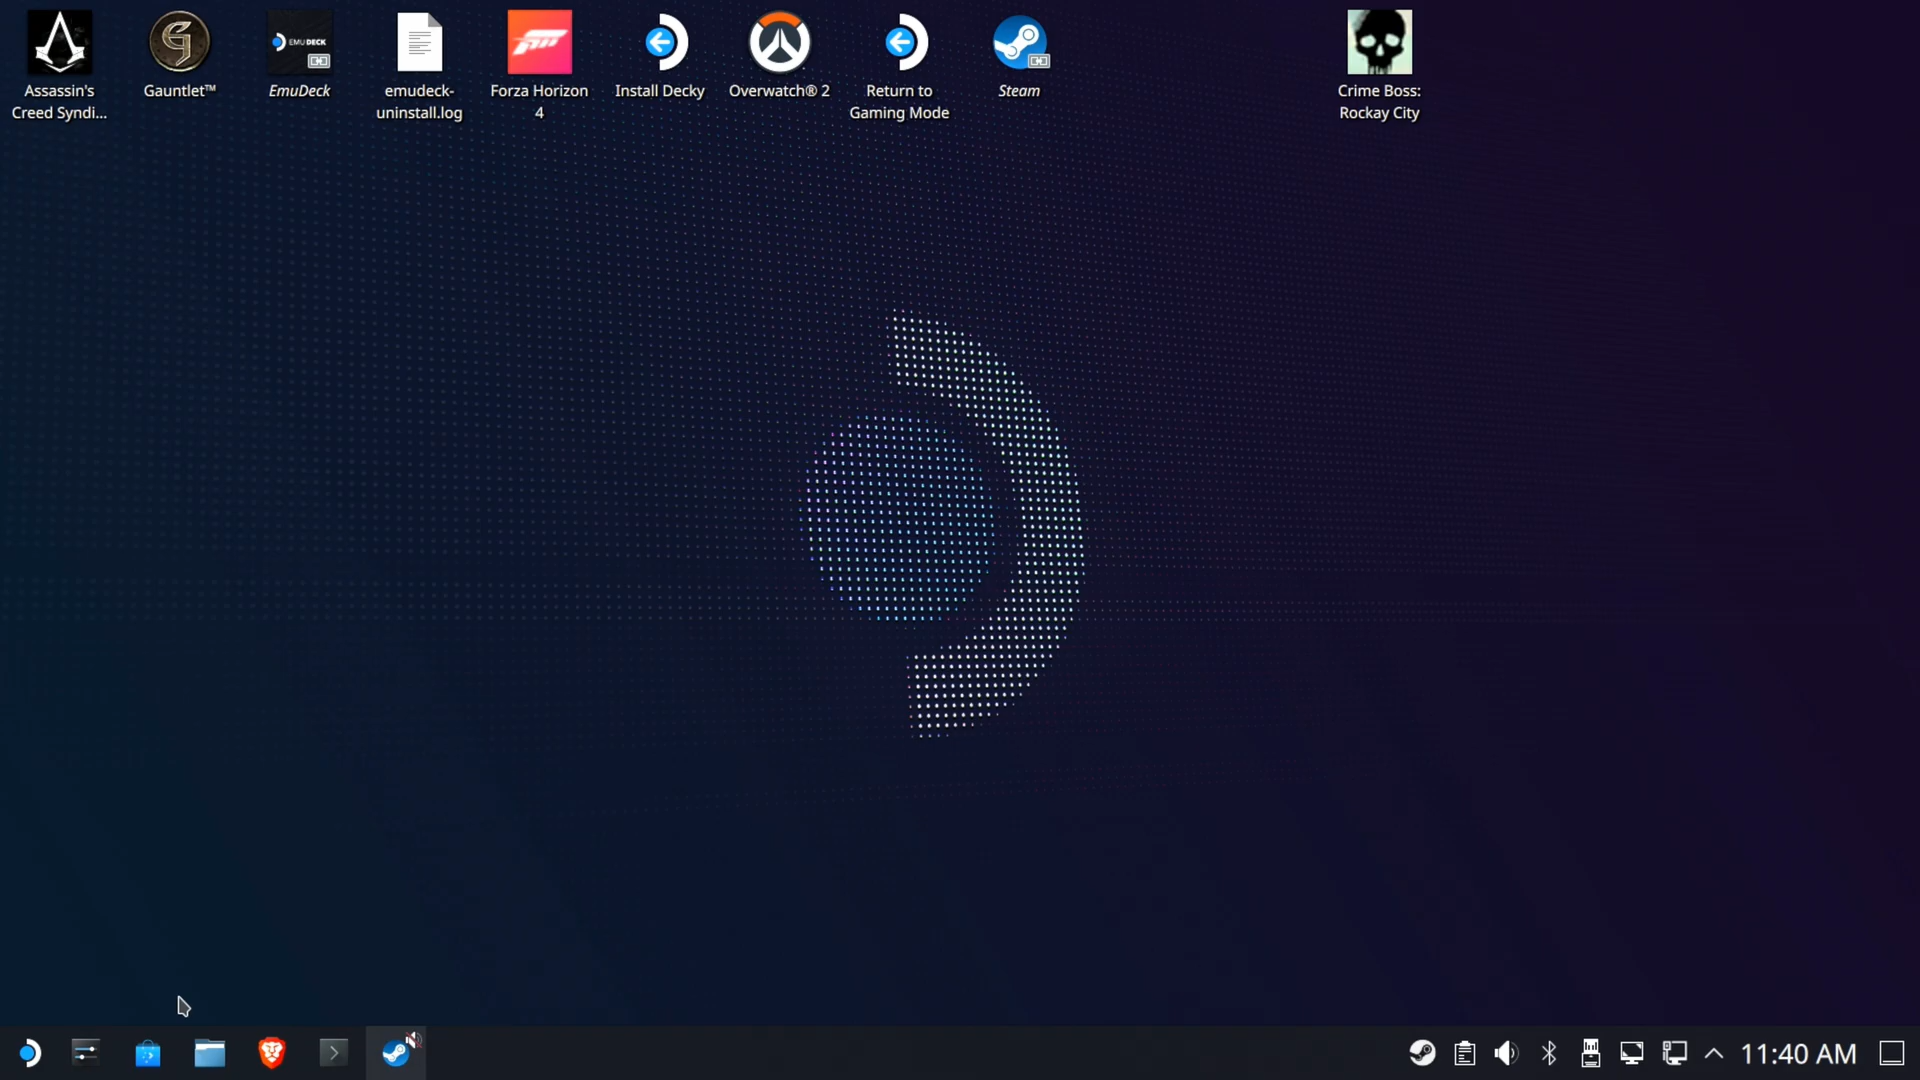 Assassin's
Creed Syndi...
Gauntlet™
EMUDECK
EmuDeck
emudeck-
uninstall.log
Forza Horizon
4
Install Decky
Overwatch® 2
Return to
Gaming Mode
Steam
Crime Boss:
Rockay City
11:40 AM